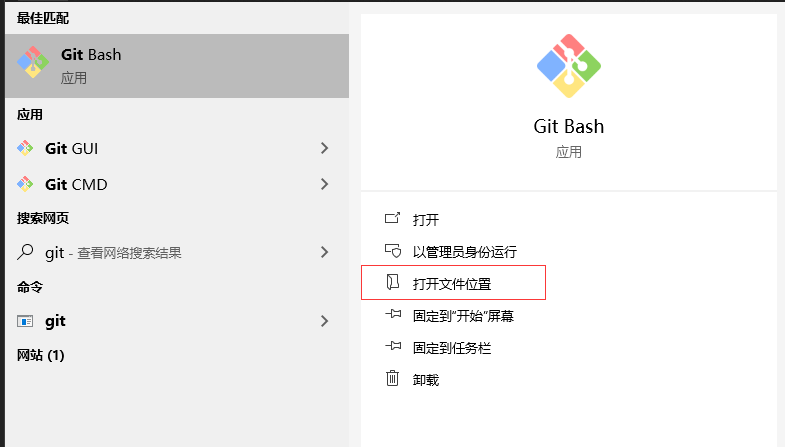 最佳匹配
Git Bash
应用
应用
Git GUI
Git CMD
搜索网页
git - 查看网络搜索结果
命令
git
网站 (1)
Git Bash
应用
打开
以管理员身份运行
打开文件位置
固定到"开始"屏幕
固定到任务栏
卸载